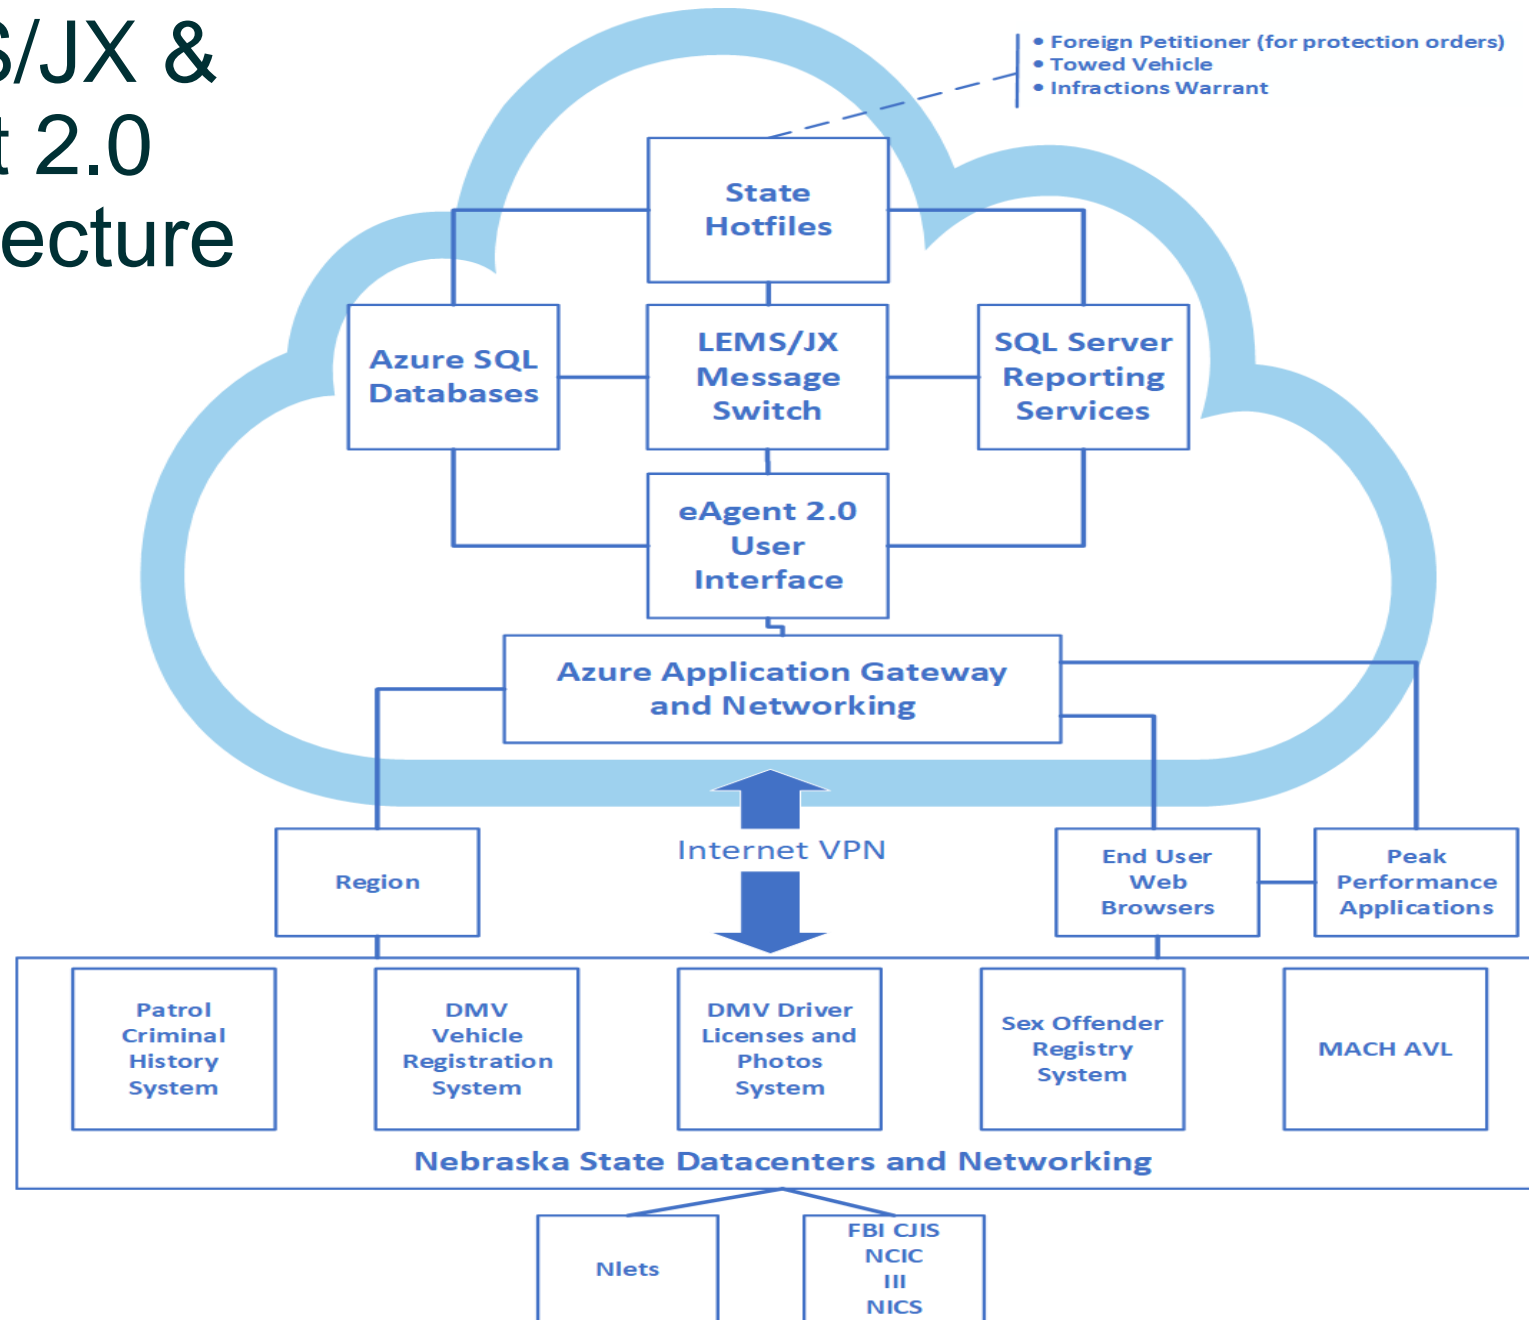 S/JX &
t 2.0
ecture
• Foreign Petitioner (for protection orders)
• Towed Vehicle
• Infractions Warrant
State
Hotfiles
Azure SQL
Databases
LEMS/JX
Message
Switch
SQL Server
Reporting
Services
eAgent 2.0
User
Interface
Azure Application Gateway
and Networking
Region
Internet VPN
End User
Web
Browsers
Peak
Performance
Applications
Patrol
Criminal
History
System
DMV
Vehicle
Registration
System
DMV Driver
Licenses and
Photos
System
Sex Offender
Registry
System
MACH AVL
Nebraska State Datacenters and Networking
Nlets
FBI CJIS
NCIC
III
NICS